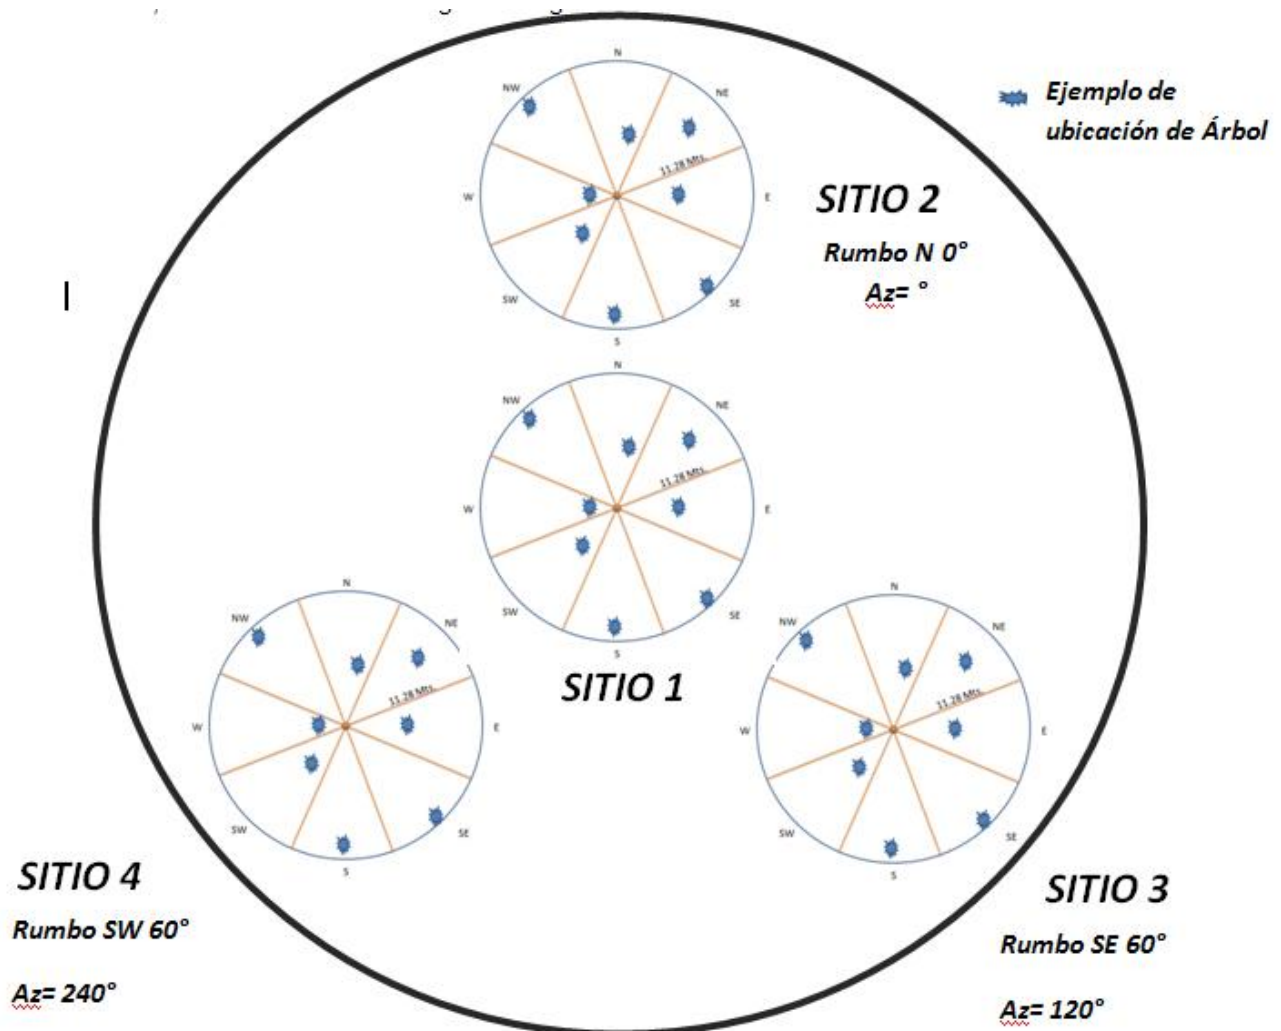 N
NW
NE
11.28 Mts.
W
E
SW
SE
S
Ejemplo de
ubicación de Árbol
SITIO 2
Rumbo N 0°
Az= °
N
NW
NE
11.28 Mts.
W
E
SW
SE
S
SITIO 1
N
NW
NE
11.28 Mts.
W
E
SW
SE
S
SITIO 4
Rumbo SW 60°
Az= 240°
N
NW
NE
11.28 Mts.
W
E
SW
SE
S
SITIO 3
Rumbo SE 60°
Az= 120°